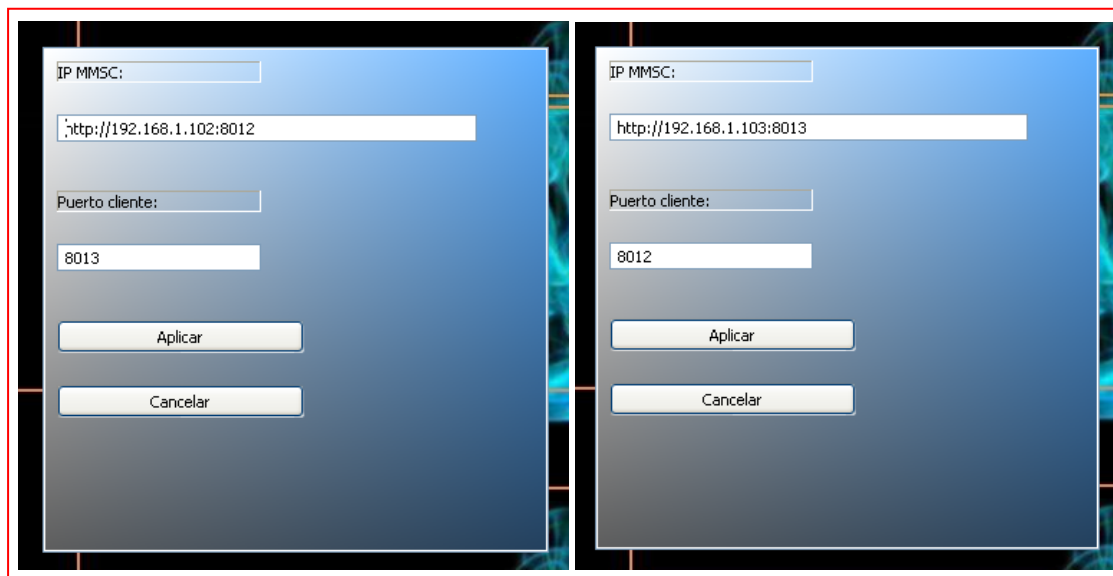 IP MMSC:
http://192.168.1.102:8012
Puerto cliente:
8013
Aplicar
Cancelar
IP MMSC:
http://192.168.1.103:8013
Puerto cliente:
8012
Aplicar
Cancelar